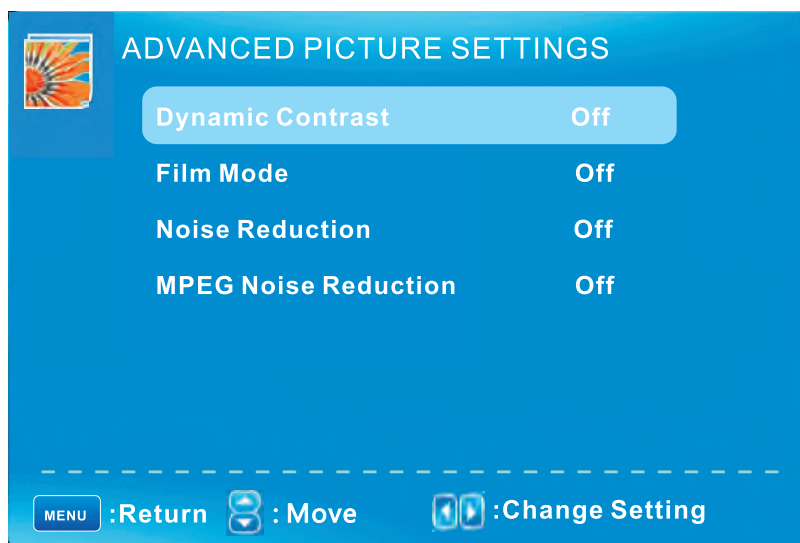 ADVANCED PICTURE SETTINGS
Dynamic Contrast Off
Film Mode Off
Noise Reduction Off
MPEG Noise Reduction Off
MENU :Return : Move :Change Setting